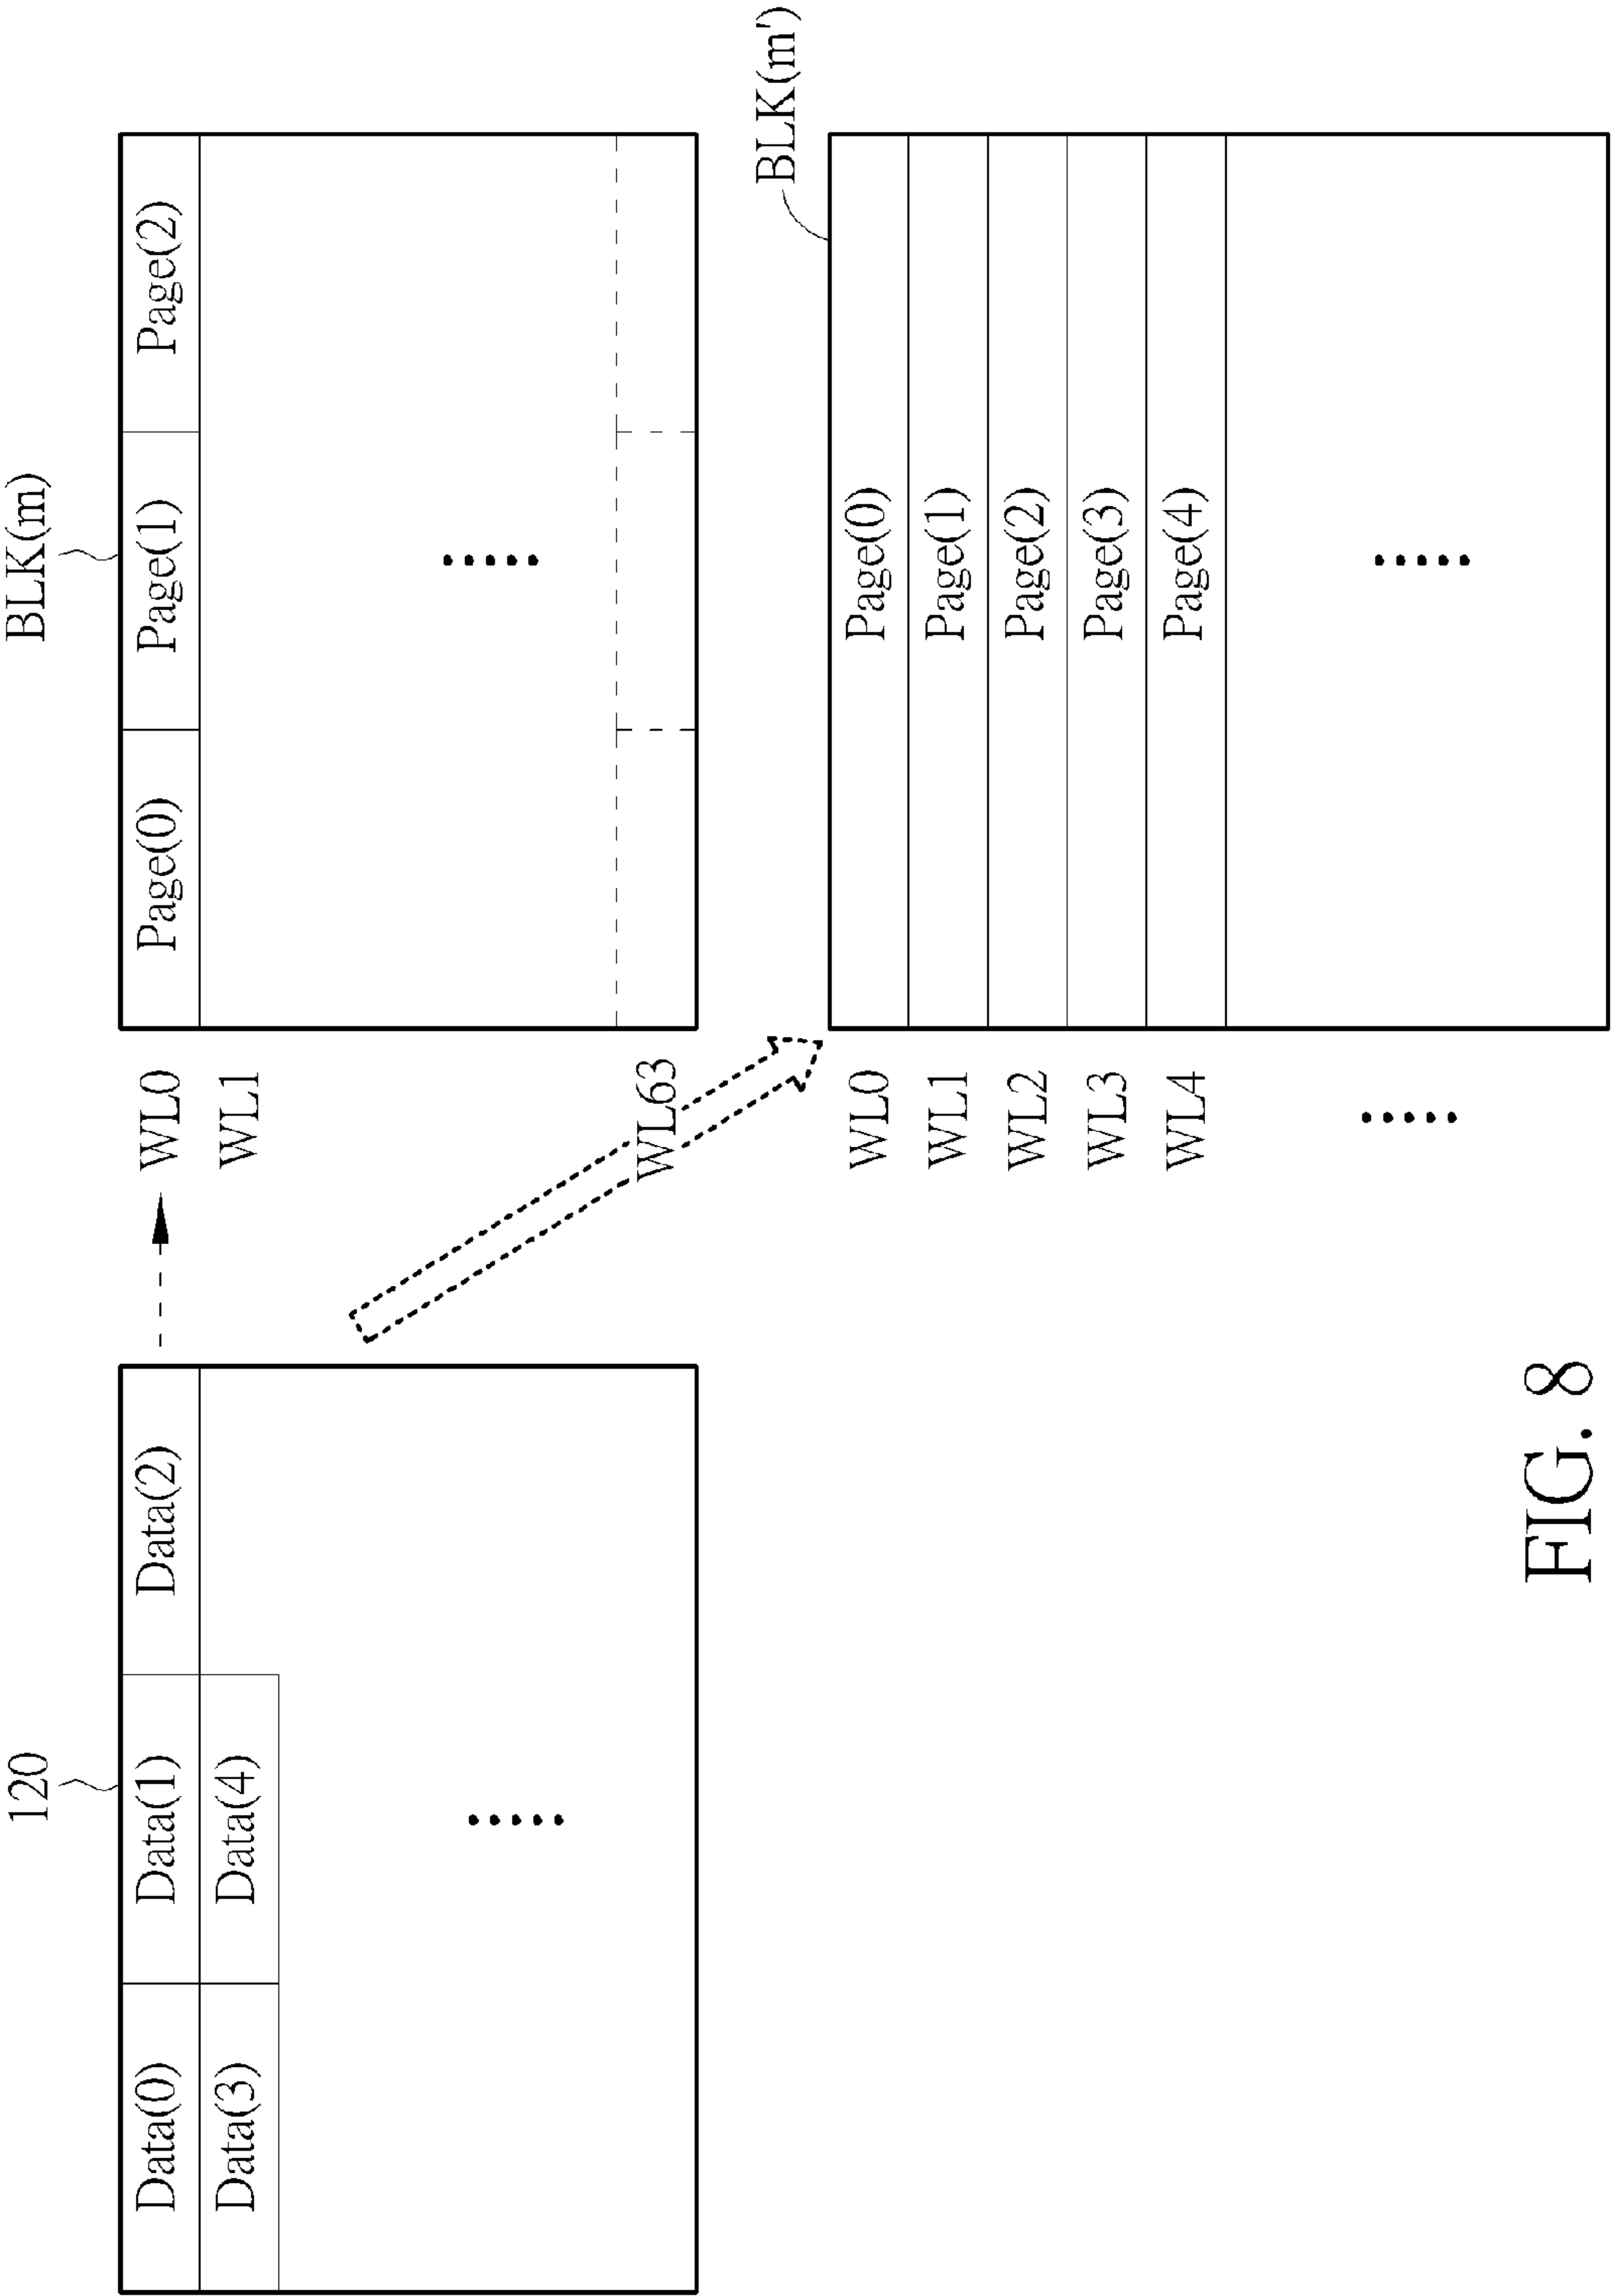 120
BLK(m)
Data(0) Data(1) Data(2) WL0 Page(0) Page(1) Page(2)
Data(3) Data(4) WL1
.....
WL63
BLK(m')
WL0 Page(0)
WL1 Page(1)
WL2 Page(2)
WL3 Page(3)
WL4 Page(4)
.....
FIG. 8